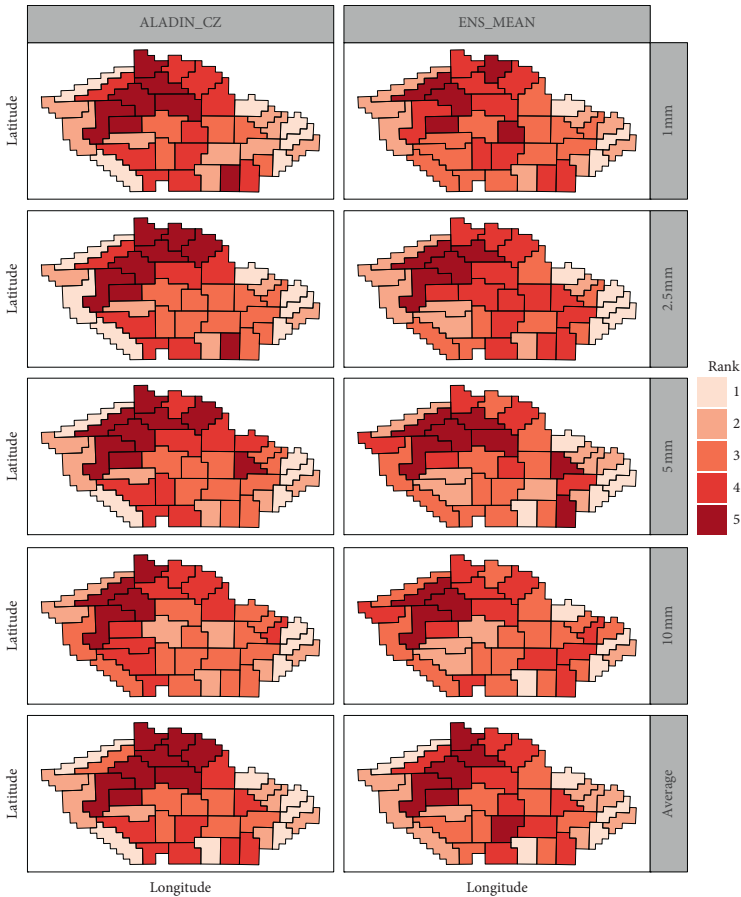 ALADIN_CZ
ENS_MEAN
Latitude
1 mm
Latitude
2.5 mm
Latitude
5 mm
Latitude
10 mm
Latitude
Average
Longitude
Longitude
Rank
1
2
3
4
5